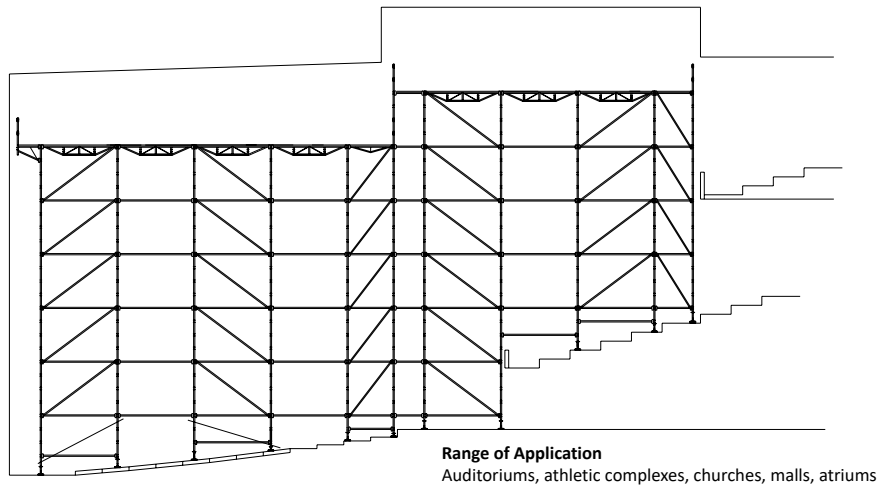 Range of Application
Auditoriums, athletic complexes, churches, malls, atriums